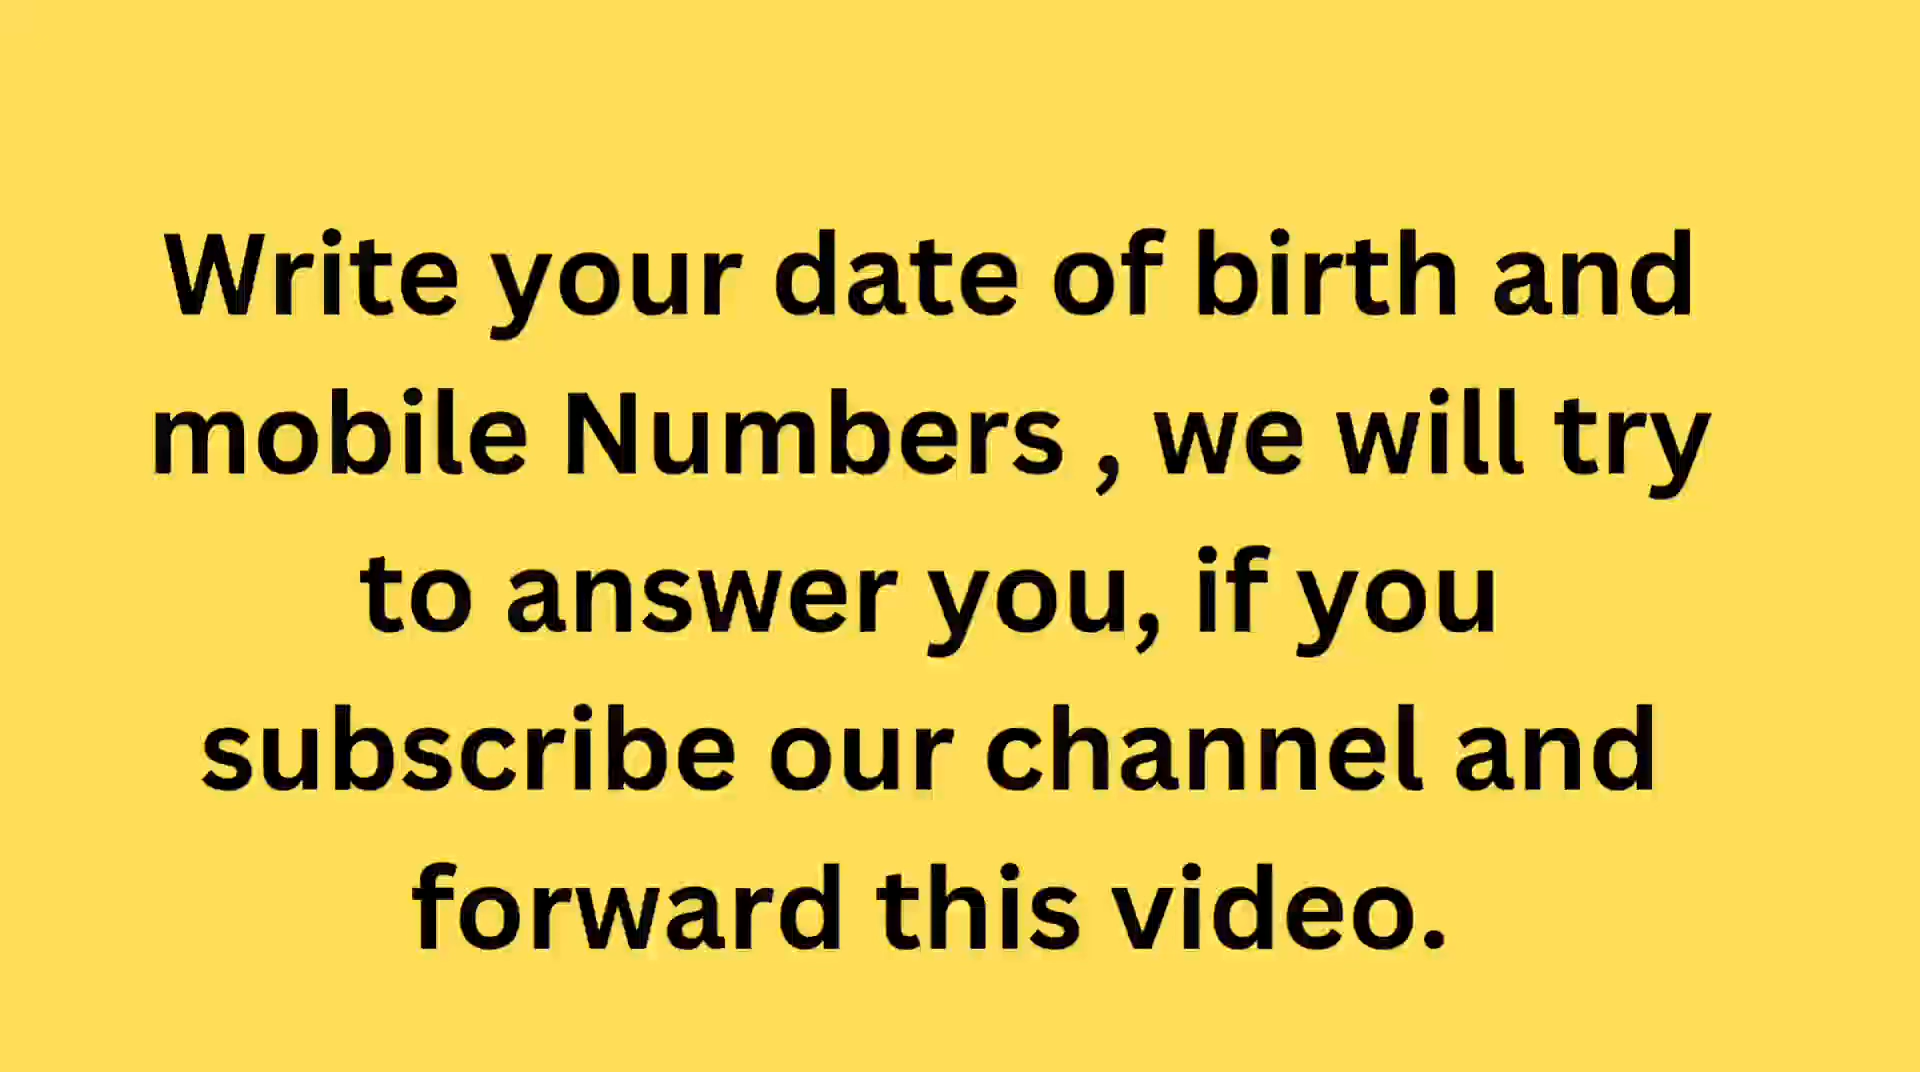 Write your date of birth and
mobile Numbers , we will try
to answer you, if you
subscribe our channel and
forward this video.